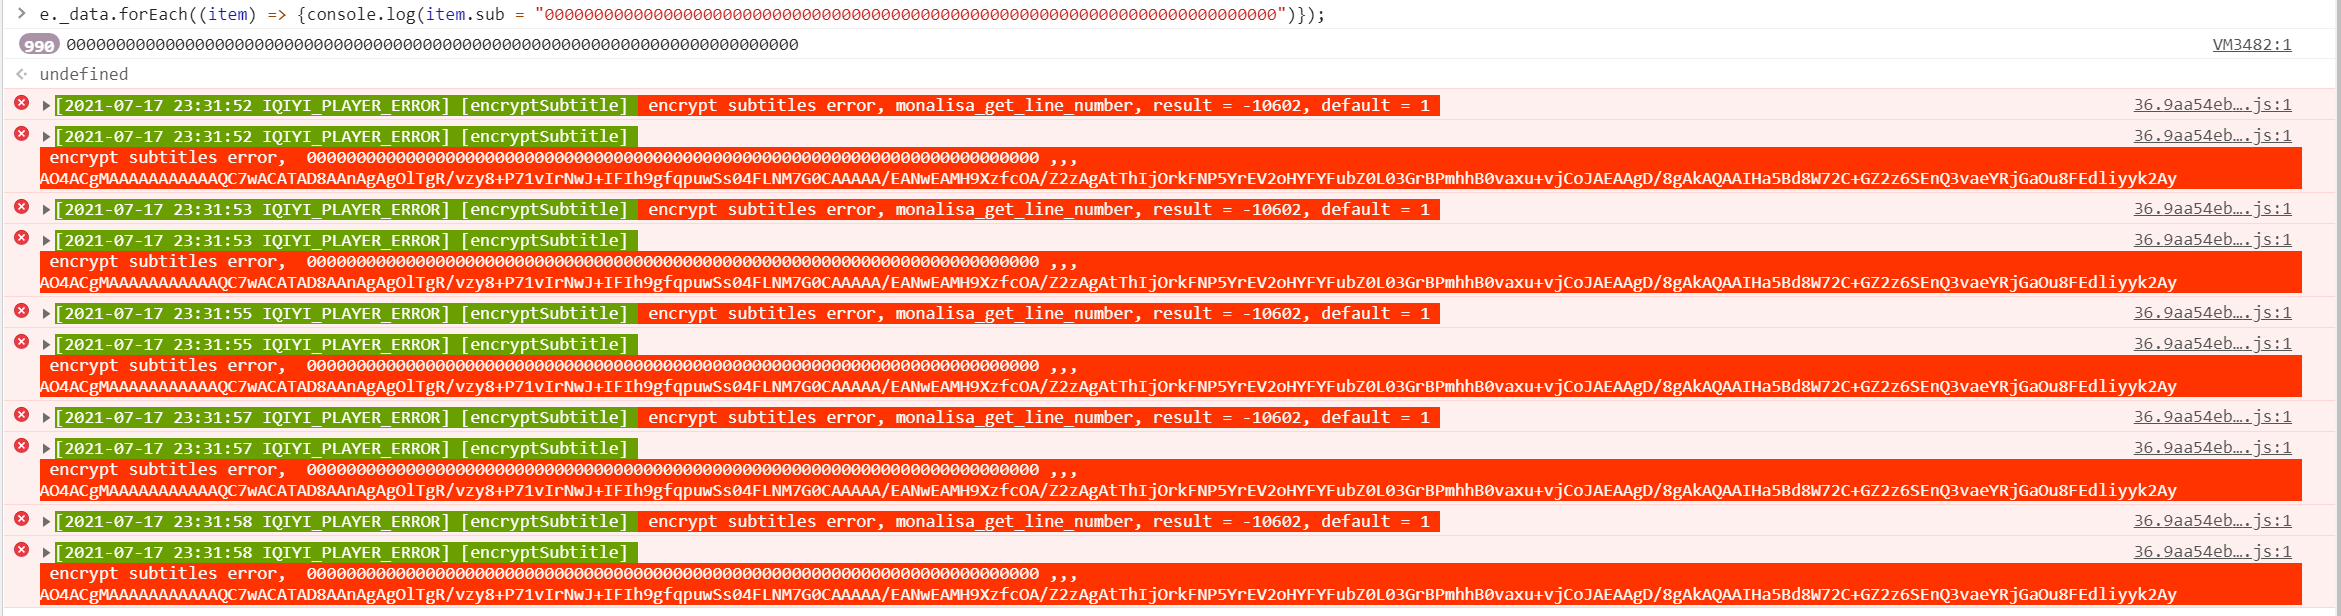 e._data.forEach((item) => {console.log(item.sub = "00000000000000000000000000000000000000000000000000000000000000000000000000")});
990 00000000000000000000000000000000000000000000000000000000000000000000000000 VM3482:1
undefined
[2021-07-17 23:31:52 IQIYI_PLAYER_ERROR] [encryptSubtitle] encrypt subtitles error, monalisa_get_line_number, result = -10602, default = 1 36.9aa54eb….js:1
[2021-07-17 23:31:52 IQIYI_PLAYER_ERROR] [encryptSubtitle] 36.9aa54eb….js:1
encrypt subtitles error, 00000000000000000000000000000000000000000000000000000000000000000000000000 ,,,
AO4ACgMAAAAAAAAAAAQC7wACATAD8AAnAgAgOlTgR/vzy8+P71vIrNwJ+IFIh9gfqpuwSs04FLNM7G0CAAAAA/EANwEAMH9XzfcOA/Z2zAgAtThIjOrkFNP5YrEV2oHYFYFubZ0L03GrBPmhhB0vaxu+vjCoJAEAAgD/8gAkAQAAIHa5Bd8W72C+GZ2z6SEnQ3vaeYRjGaOu8FEdliyyk2Ay
[2021-07-17 23:31:53 IQIYI_PLAYER_ERROR] [encryptSubtitle] encrypt subtitles error, monalisa_get_line_number, result = -10602, default = 1 36.9aa54eb….js:1
[2021-07-17 23:31:53 IQIYI_PLAYER_ERROR] [encryptSubtitle] 36.9aa54eb….js:1
encrypt subtitles error, 00000000000000000000000000000000000000000000000000000000000000000000000000 ,,,
AO4ACgMAAAAAAAAAAAQC7wACATAD8AAnAgAgOlTgR/vzy8+P71vIrNwJ+IFIh9gfqpuwSs04FLNM7G0CAAAAA/EANwEAMH9XzfcOA/Z2zAgAtThIjOrkFNP5YrEV2oHYFYFubZ0L03GrBPmhhB0vaxu+vjCoJAEAAgD/8gAkAQAAIHa5Bd8W72C+GZ2z6SEnQ3vaeYRjGaOu8FEdliyyk2Ay
[2021-07-17 23:31:55 IQIYI_PLAYER_ERROR] [encryptSubtitle] encrypt subtitles error, monalisa_get_line_number, result = -10602, default = 1 36.9aa54eb….js:1
[2021-07-17 23:31:55 IQIYI_PLAYER_ERROR] [encryptSubtitle] 36.9aa54eb….js:1
encrypt subtitles error, 00000000000000000000000000000000000000000000000000000000000000000000000000 ,,,
AO4ACgMAAAAAAAAAAAQC7wACATAD8AAnAgAgOlTgR/vzy8+P71vIrNwJ+IFIh9gfqpuwSs04FLNM7G0CAAAAA/EANwEAMH9XzfcOA/Z2zAgAtThIjOrkFNP5YrEV2oHYFYFubZ0L03GrBPmhhB0vaxu+vjCoJAEAAgD/8gAkAQAAIHa5Bd8W72C+GZ2z6SEnQ3vaeYRjGaOu8FEdliyyk2Ay
[2021-07-17 23:31:57 IQIYI_PLAYER_ERROR] [encryptSubtitle] encrypt subtitles error, monalisa_get_line_number, result = -10602, default = 1 36.9aa54eb….js:1
[2021-07-17 23:31:57 IQIYI_PLAYER_ERROR] [encryptSubtitle] 36.9aa54eb….js:1
encrypt subtitles error, 00000000000000000000000000000000000000000000000000000000000000000000000000 ,,,
AO4ACgMAAAAAAAAAAAQC7wACATAD8AAnAgAgOlTgR/vzy8+P71vIrNwJ+IFIh9gfqpuwSs04FLNM7G0CAAAAA/EANwEAMH9XzfcOA/Z2zAgAtThIjOrkFNP5YrEV2oHYFYFubZ0L03GrBPmhhB0vaxu+vjCoJAEAAgD/8gAkAQAAIHa5Bd8W72C+GZ2z6SEnQ3vaeYRjGaOu8FEdliyyk2Ay
[2021-07-17 23:31:58 IQIYI_PLAYER_ERROR] [encryptSubtitle] encrypt subtitles error, monalisa_get_line_number, result = -10602, default = 1 36.9aa54eb….js:1
[2021-07-17 23:31:58 IQIYI_PLAYER_ERROR] [encryptSubtitle] 36.9aa54eb….js:1
encrypt subtitles error, 00000000000000000000000000000000000000000000000000000000000000000000000000 ,,,
AO4ACgMAAAAAAAAAAAQC7wACATAD8AAnAgAgOlTgR/vzy8+P71vIrNwJ+IFIh9gfqpuwSs04FLNM7G0CAAAAA/EANwEAMH9XzfcOA/Z2zAgAtThIjOrkFNP5YrEV2oHYFYFubZ0L03GrBPmhhB0vaxu+vjCoJAEAAgD/8gAkAQAAIHa5Bd8W72C+GZ2z6SEnQ3vaeYRjGaOu8FEdliyyk2Ay